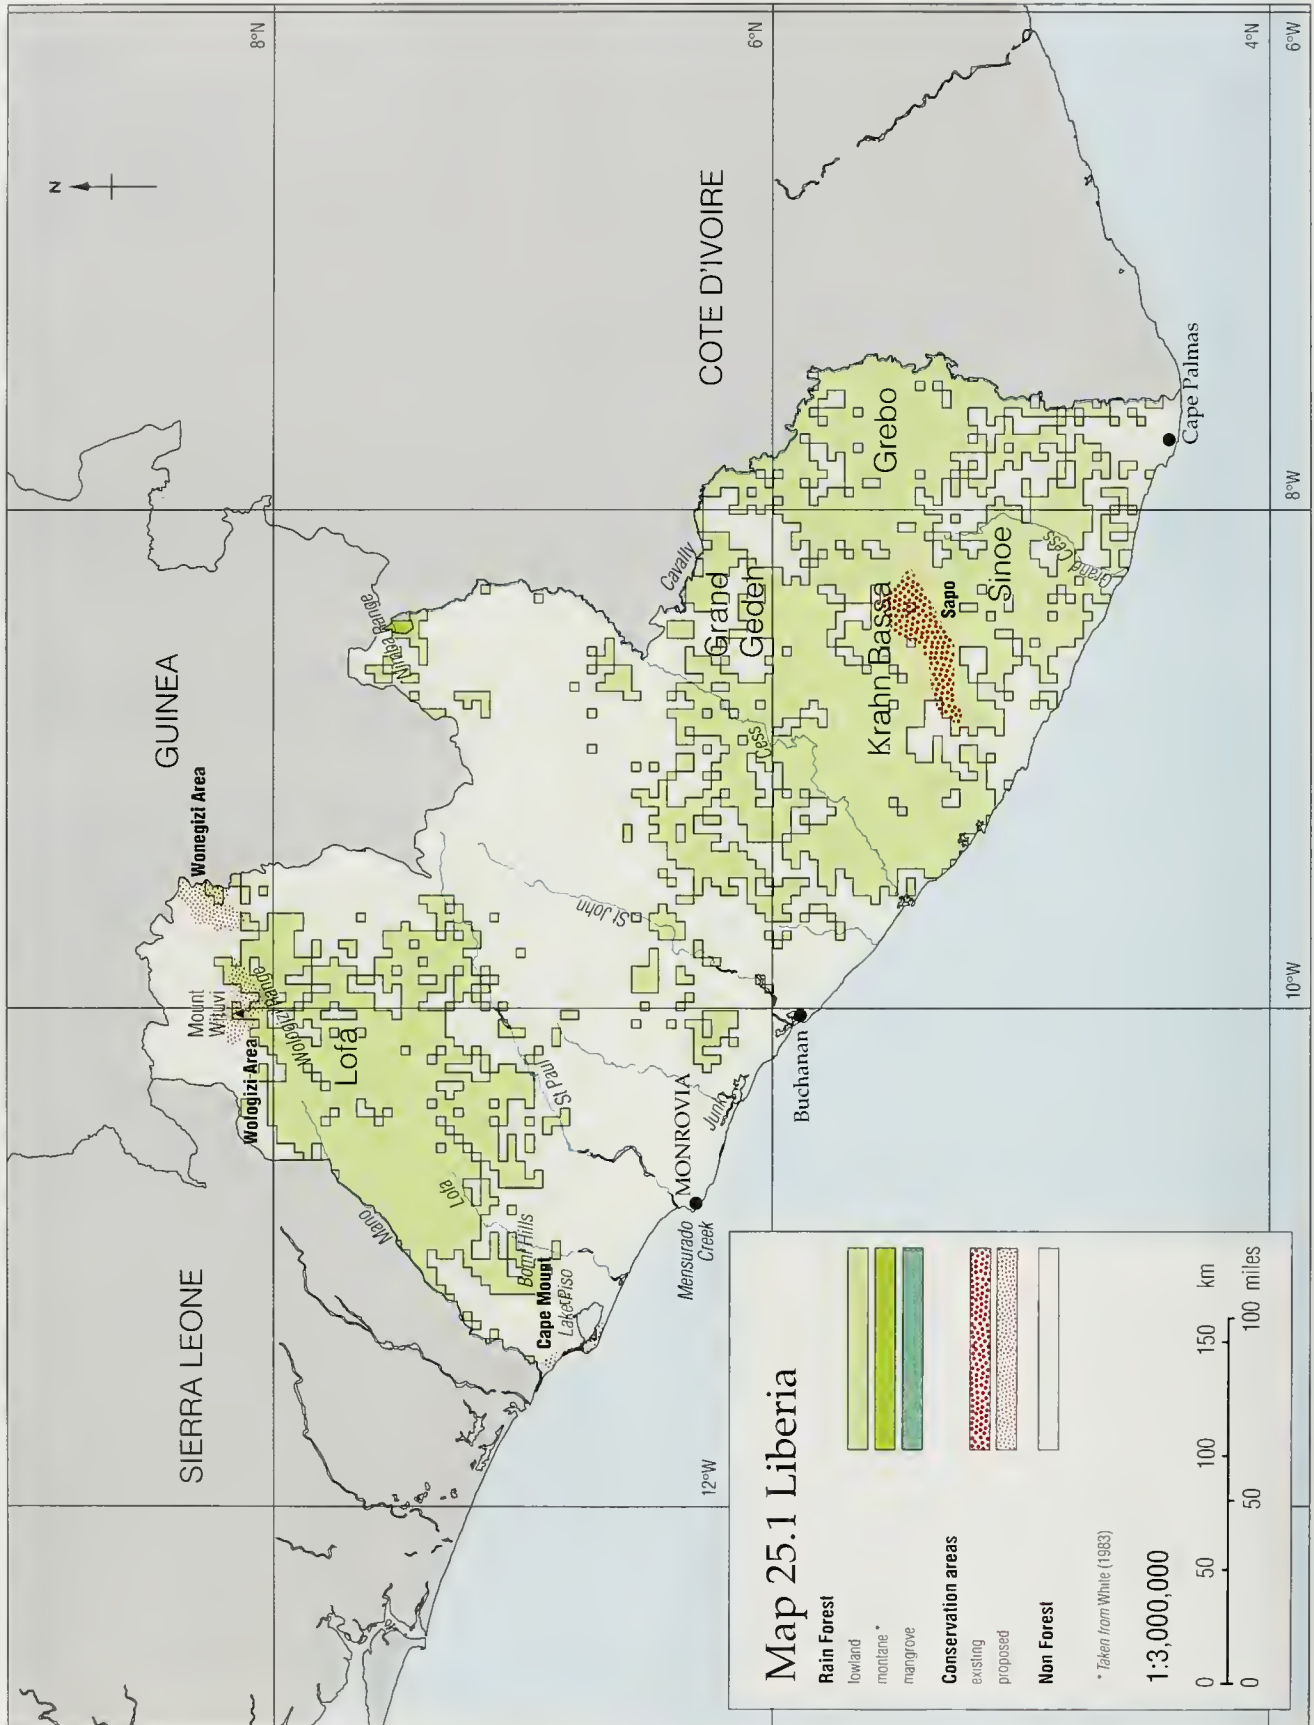 8°N
6°N
4°N
6°W
8°W
10°W
12°W
N
GUINEA
SIERRA LEONE
COTE D'IVOIRE
Wonegizi Area
Mount
Wutuvi
Wologizi Area
Wologizi Range
Lofa
Nimba Range
Mano
Lofa
St Paul
St John
Bomi Hills
Cape Mount
Lake Piso
Mensurado
Creek
MONROVIA
Junk
Buchanan
Cess
Cavally
Grand
Gedeh
Krahn Bassa
Grebo
Sapo
Sinoe
Grand Cess
Cape Palmas
Map 25.1 Liberia
Rain Forest
lowland
montane *
mangrove
Conservation areas
existing
proposed
Non Forest
* Taken from White (1983)
1:3,000,000
0 50 100 150 km
0 50 100 miles